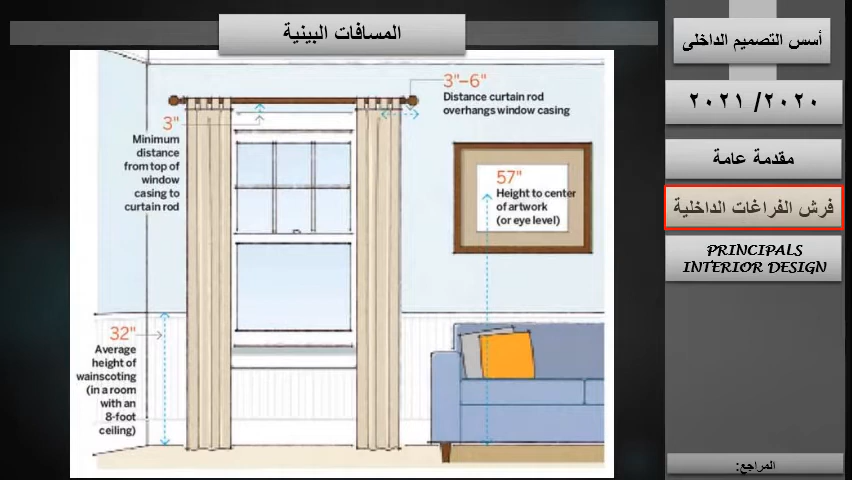 المسافات البينية
3"–6"
Distance curtain rod
overhangs window casing
3"
Minimum
distance
from top of
window
casing to
curtain rod
57"
Height to center
of artwork
(or eye level)
32"
Average
height of
wainscoting
(in a room
with an
8-foot
ceiling)
أسس التصميم الداخلى
٢٠٢٠/ ٢٠٢١
مقدمة عامة
فرش الفراغات الداخلية
PRINCIPALS
INTERIOR DESIGN
المراجع: